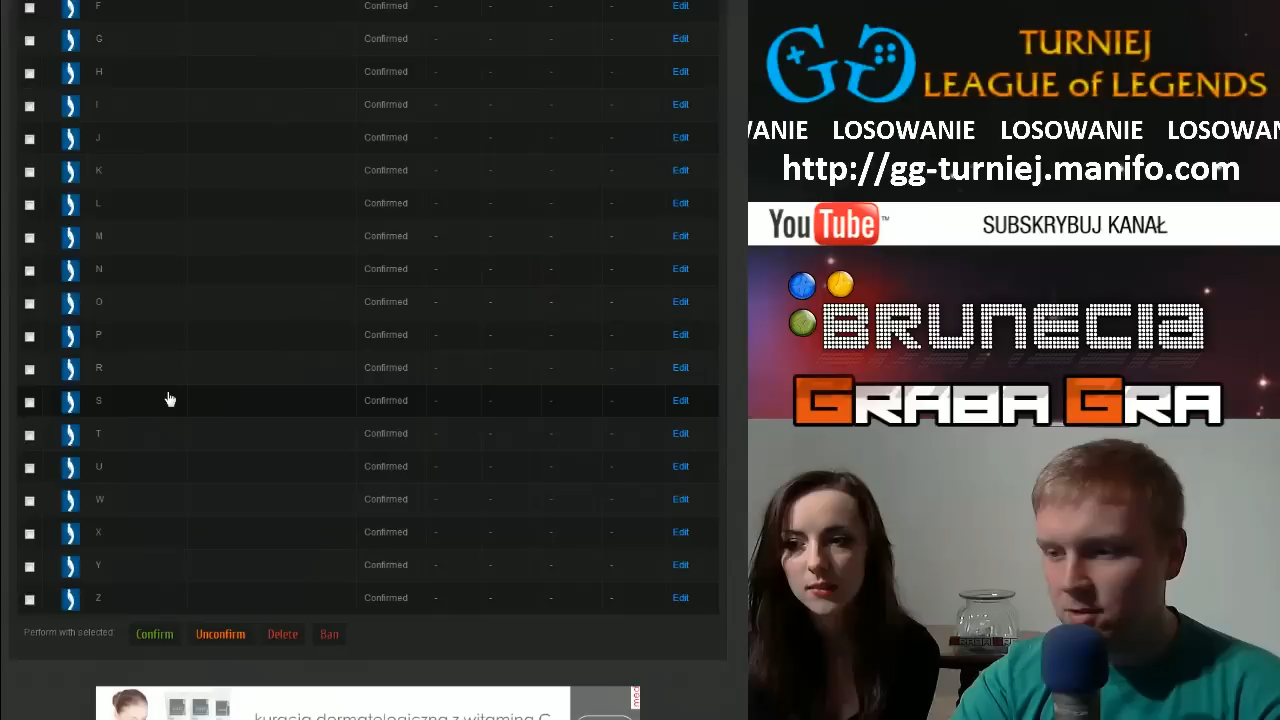 F Confirmed - - - - Edit
G Confirmed - - - - Edit
H Confirmed - - - - Edit
I Confirmed - - - - Edit
J Confirmed - - - - Edit
K Confirmed - - - - Edit
L Confirmed - - - - Edit
M Confirmed - - - - Edit
N Confirmed - - - - Edit
O Confirmed - - - - Edit
P Confirmed - - - - Edit
R Confirmed - - - - Edit
S Confirmed - - - - Edit
T Confirmed - - - - Edit
U Confirmed - - - - Edit
W Confirmed - - - - Edit
X Confirmed - - - - Edit
Y Confirmed - - - - Edit
Z Confirmed - - - - Edit
Perform with selected: Confirm Unconfirm Delete Ban
kuracja dermatologiczna z witaminą C
GG
TURNIEJ
LEAGUE of LEGENDS
WANIE LOSOWANIE LOSOWANIE LOSOWAN
http://gg-turniej.manifo.com
YouTube™ SUBSKRYBUJ KANAŁ
BRUNECIA
GRABA GRA